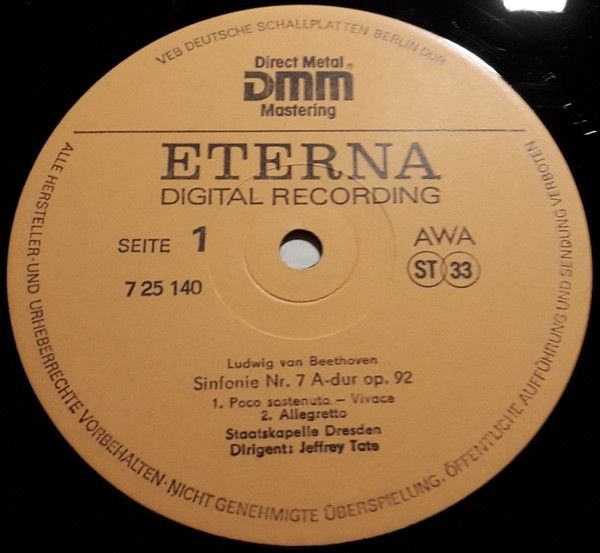 VEB DEUTSCHE SCHALLPLATTEN BERLIN DDR
Direct Metal
DMM®
Mastering
ETERNA
DIGITAL RECORDING
SEITE 1
AWA
ST 33
7 25 140
Ludwig van Beethoven
Sinfonie Nr. 7 A-dur op. 92
1. Poco sostenuto – Vivace
2. Allegretto
Staatskapelle Dresden
Dirigent: Jeffrey Tate
ALLE HERSTELLER-UND URHEBERRECHTE VORBEHALTEN·NICHT GENEHMIGTE ÜBERSPIELUNG, ÖFFENTLICHE AUFFÜHRUNG UND SENDUNG VERBOTEN